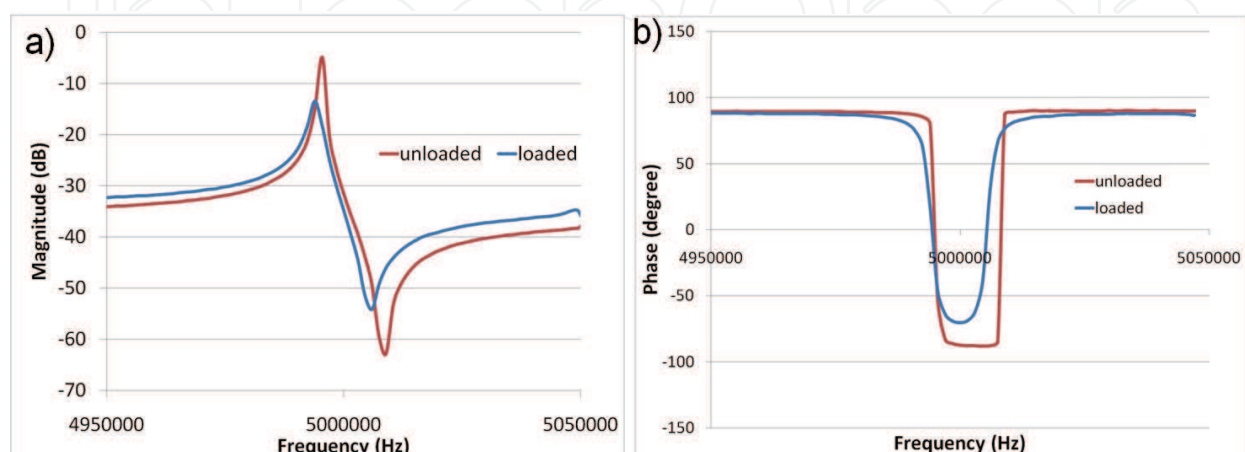 a)
0
-10
-20
-30
-40
-50
-60
-70
Magnitude (dB)
unloaded
loaded
4950000
5000000
5050000
Frequency (Hz)
b)
150
100
50
0
-50
-100
-150
Phase (degree)
unloaded
loaded
4950000
5000000
5050000
Frequency (Hz)